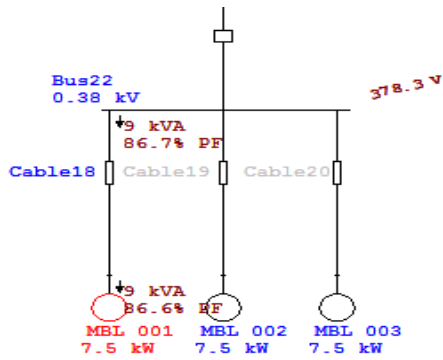 Bus22
0.38 kV
378.3 V
9 kVA
86.7% PF
Cable18
Cable19
Cable20
9 kVA
86.6% PF
MBL 001
7.5 kW
MBL 002
7.5 kW
MBL 003
7.5 kW